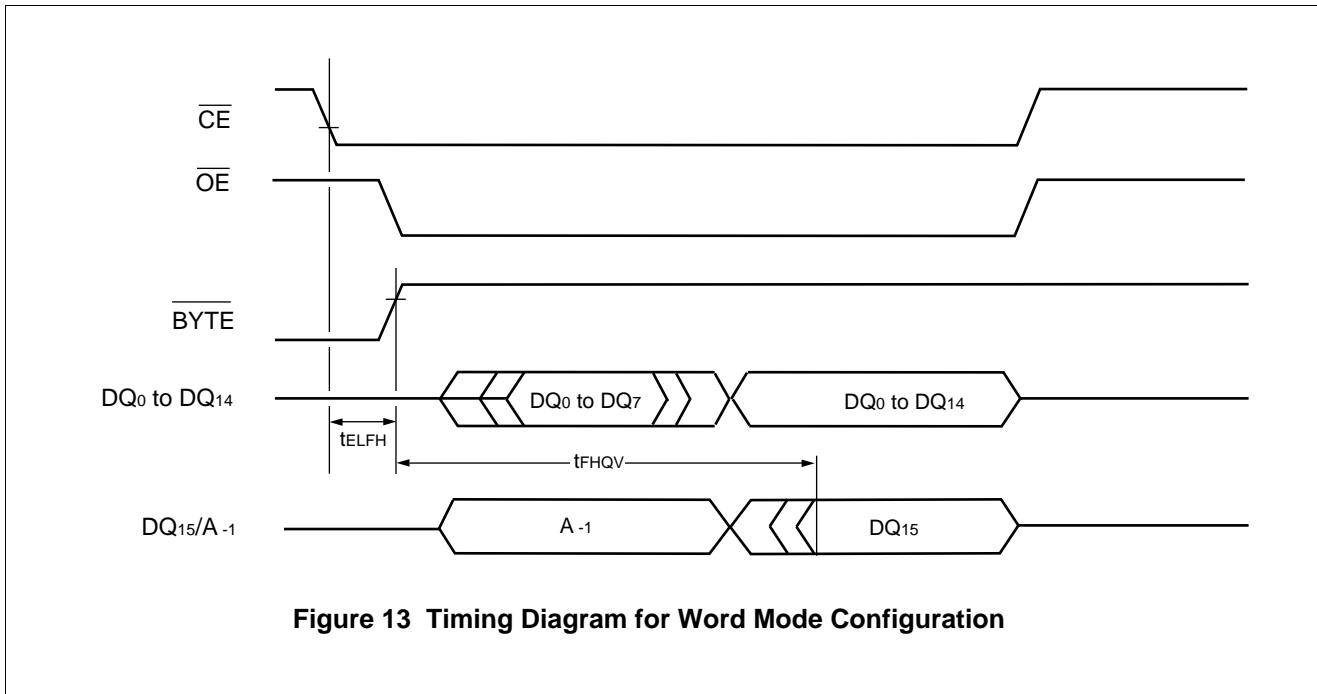 CE
OE
BYTE
DQ0 to DQ14
DQ0 to DQ7
DQ0 to DQ14
tELFH
tFHQV
DQ15/A -1
A -1
DQ15
Figure 13 Timing Diagram for Word Mode Configuration